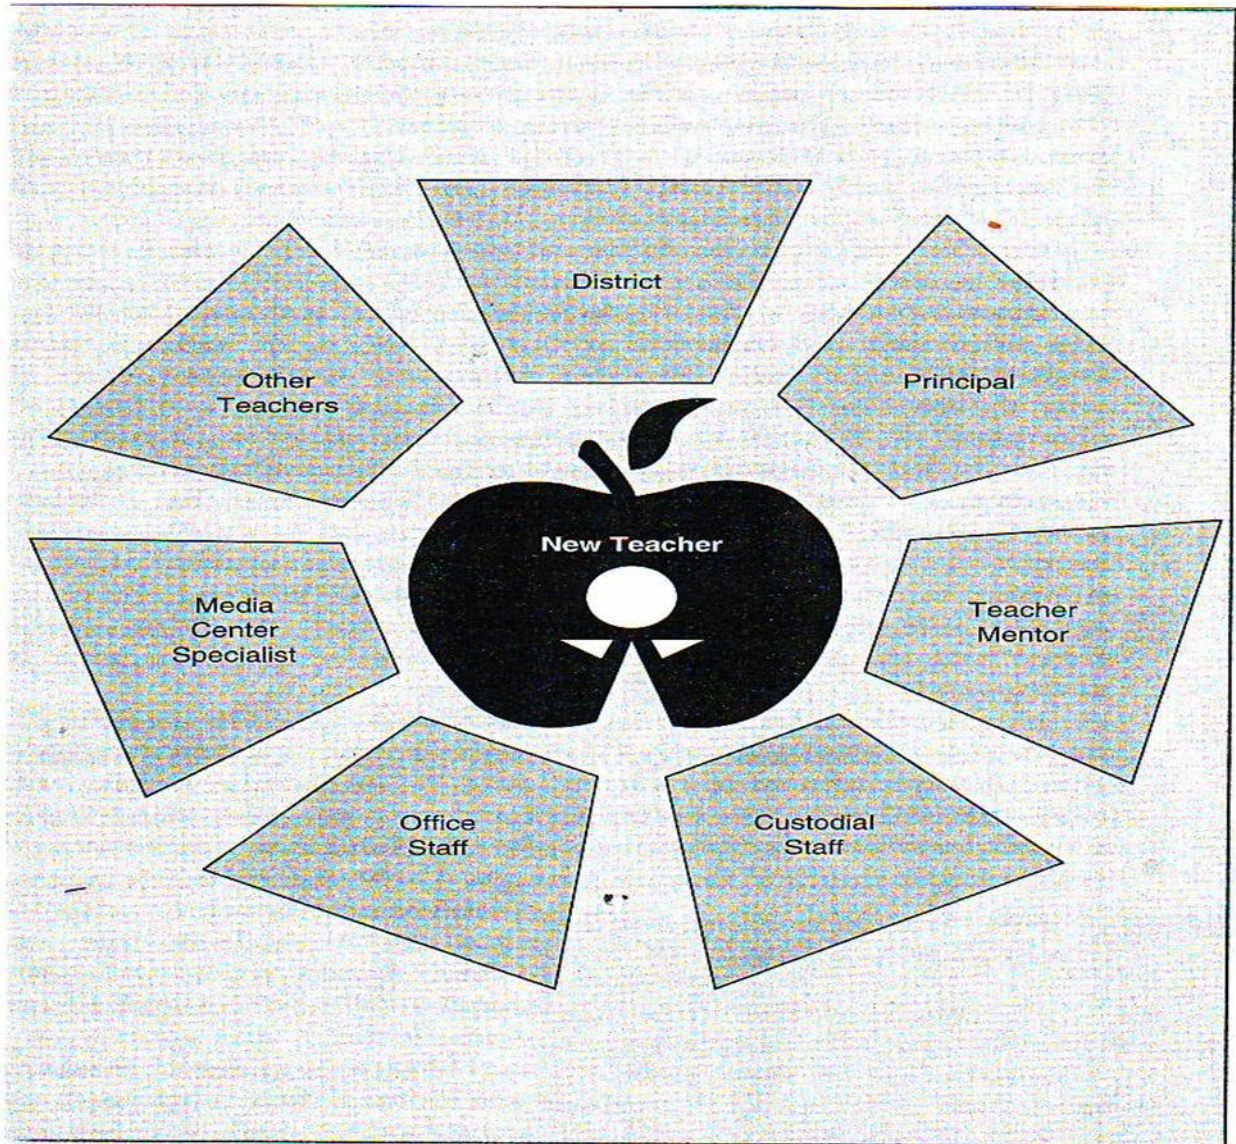 District
Other
Teachers
Principal
New Teacher
Media
Center
Specialist
Teacher
Mentor
Office
Staff
Custodial
Staff